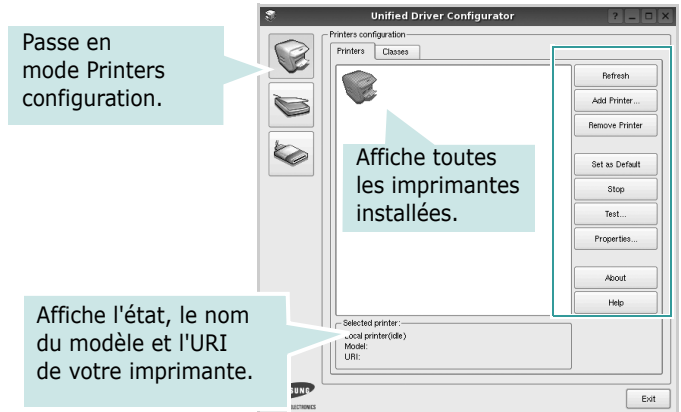 Unified Driver Configurator
Passe en
mode Printers
configuration.
Printers configuration
Printers
Classes
Refresh
Add Printer...
Remove Printer
Set as Default
Stop
Test...
Properties...
About
Help
Affiche toutes
les imprimantes
installées.
Affiche l'état, le nom
du modèle et l'URI
de votre imprimante.
Selected printer:
Local printer(idle)
Model:
URI:
Exit